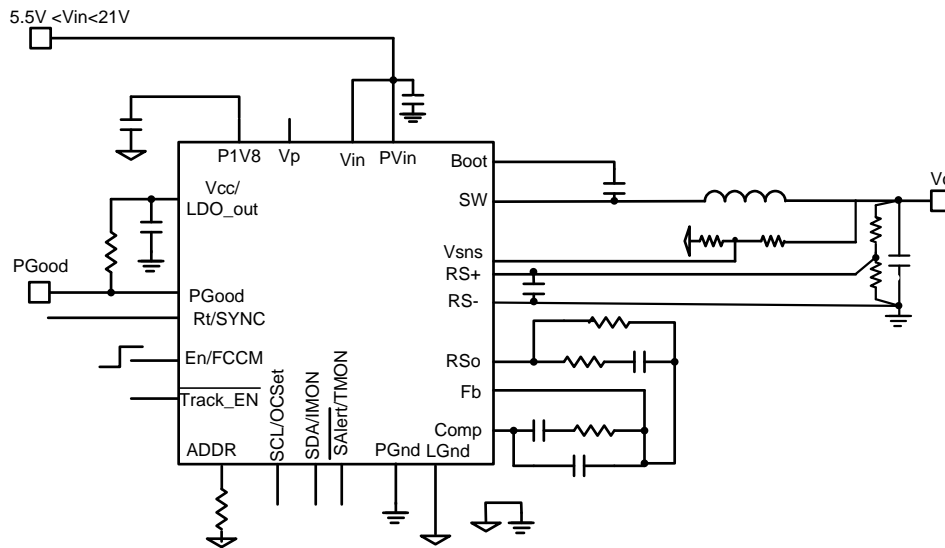 5.5V <Vin<21V
P1V8
Vp
Vin
PVin
Boot
Vcc/
LDO_out
SW
Vsns
PGood
RS+
PGood
RS-
Rt/SYNC
En/FCCM
RSo
Track_EN
Fb
Comp
ADDR
SCL/OCSet
SDA/IMON
SAlert/TMON
PGnd
LGnd